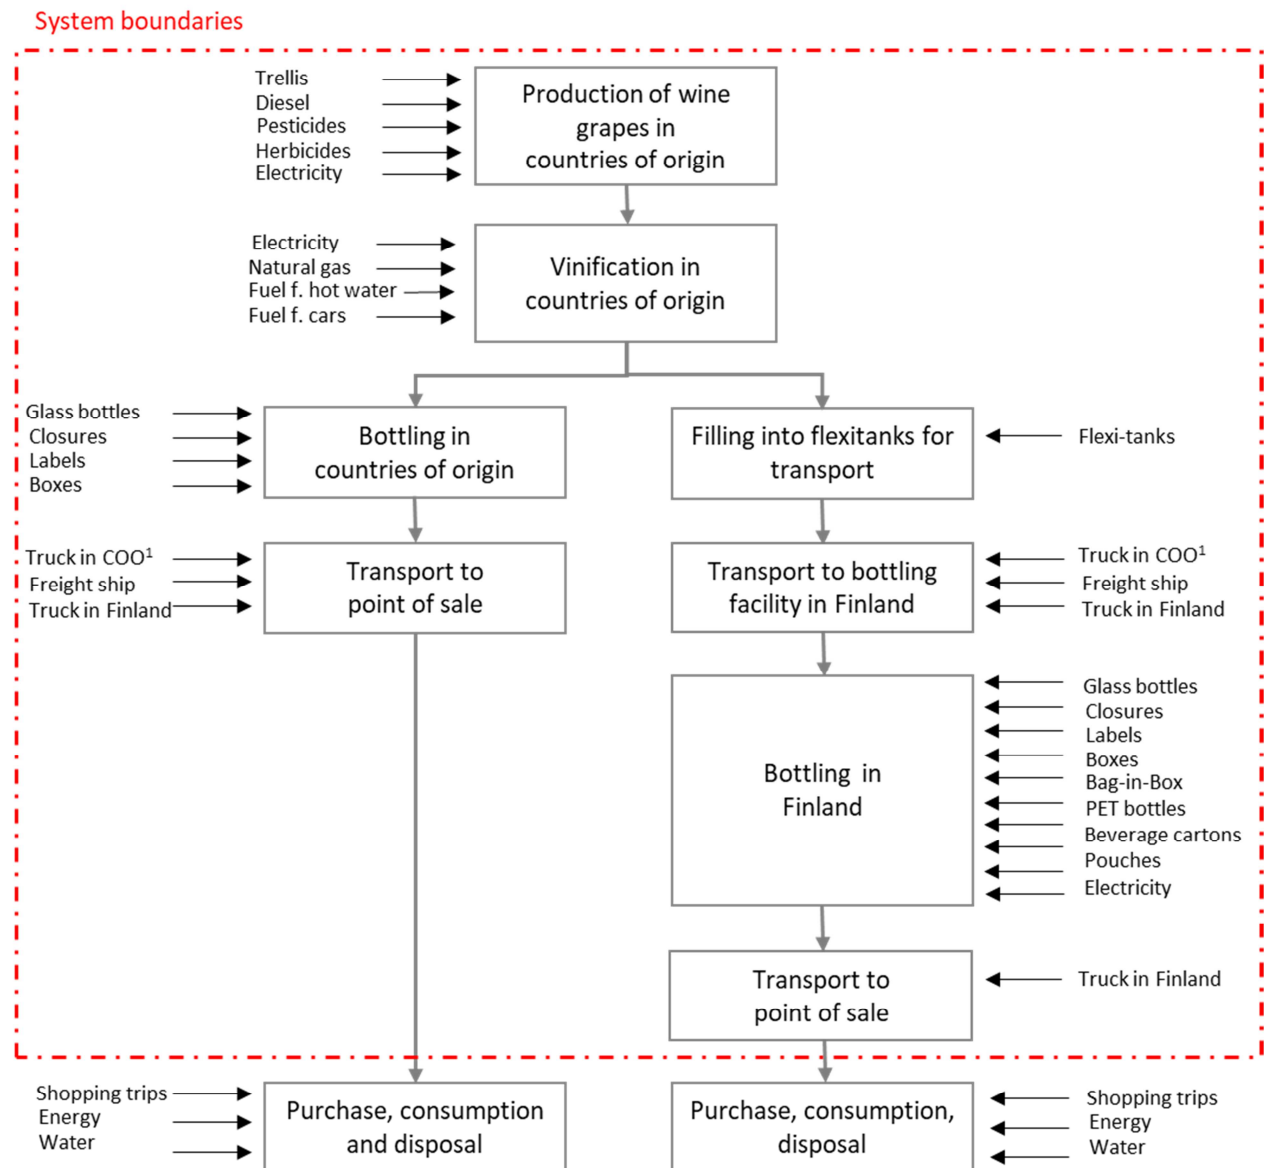 System boundaries
Trellis
Diesel
Pesticides
Herbicides
Electricity
Production of wine
grapes in
countries of origin
Electricity
Natural gas
Fuel f. hot water
Fuel f. cars
Vinification in
countries of origin
Glass bottles
Closures
Labels
Boxes
Bottling in
countries of origin
Filling into flexitanks for
transport
Flexi-tanks
Truck in COO¹
Freight ship
Truck in Finland
Transport to
point of sale
Transport to bottling
facility in Finland
Truck in COO¹
Freight ship
Truck in Finland
Bottling in
Finland
Glass bottles
Closures
Labels
Boxes
Bag-in-Box
PET bottles
Beverage cartons
Pouches
Electricity
Transport to
point of sale
Truck in Finland
Shopping trips
Energy
Water
Purchase, consumption
and disposal
Purchase, consumption,
disposal
Shopping trips
Energy
Water